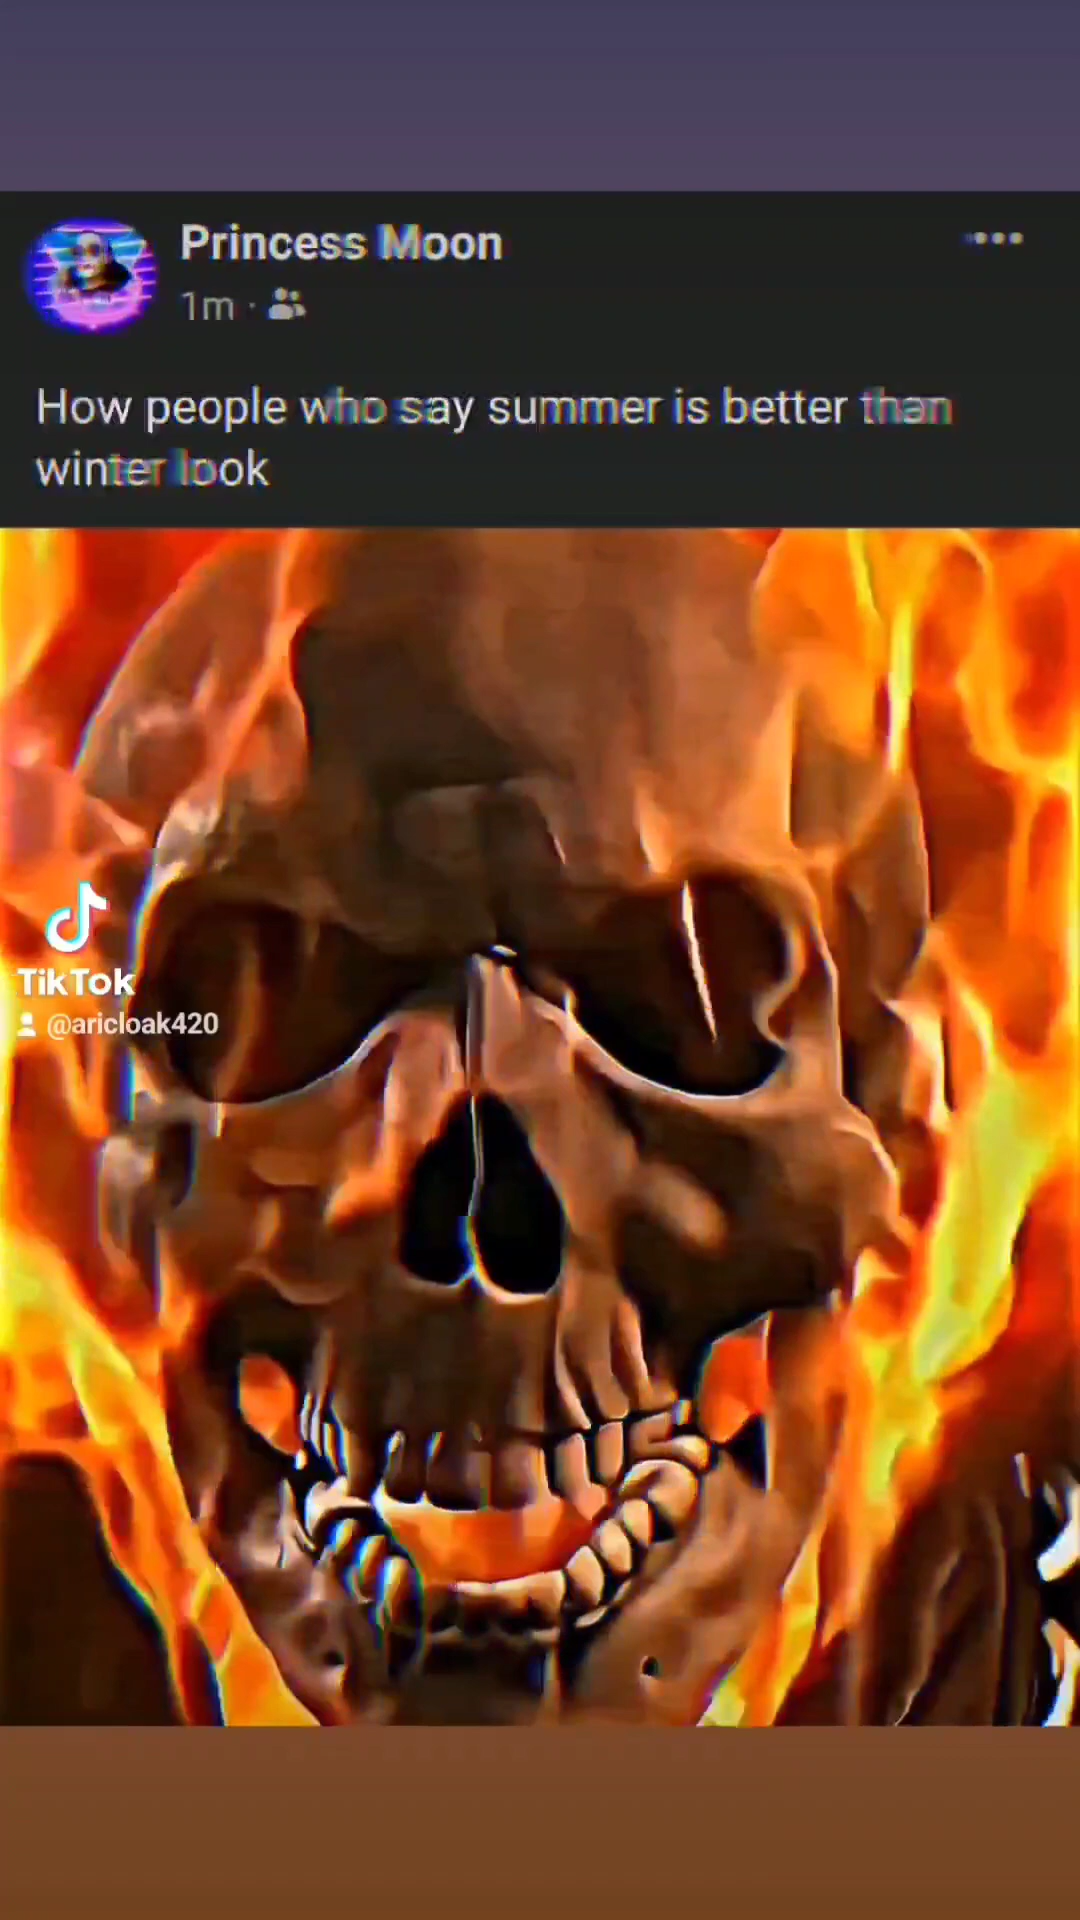 Princess Moon
1m ·
How people who say summer is better than
winter look
TikTok
@aricloak420